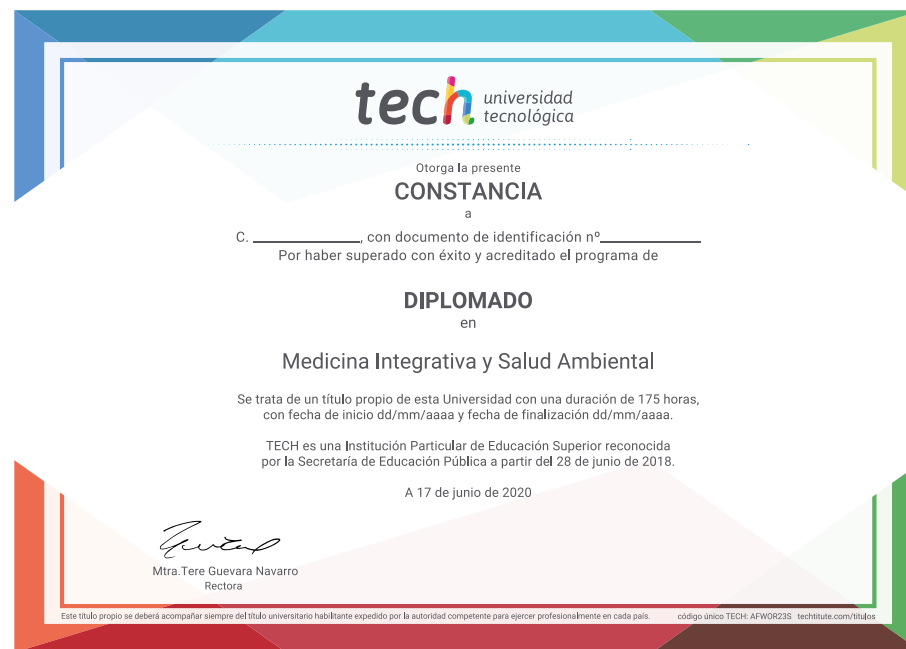 tech universidad
tecnológica
Otorga la presente
CONSTANCIA
a
C. ______________, con documento de identificación nº_____________
Por haber superado con éxito y acreditado el programa de
DIPLOMADO
en
Medicina Integrativa y Salud Ambiental
Se trata de un título propio de esta Universidad con una duración de 175 horas,
con fecha de inicio dd/mm/aaaa y fecha de finalización dd/mm/aaaa.
TECH es una Institución Particular de Educación Superior reconocida
por la Secretaría de Educación Pública a partir del 28 de junio de 2018.
A 17 de junio de 2020
Mtra.Tere Guevara Navarro
Rectora
Este título propio se deberá acompañar siempre del título universitario habilitante expedido por la autoridad competente para ejercer profesionalmente en cada país. código único TECH: AFWOR23S techtitute.com/titulos